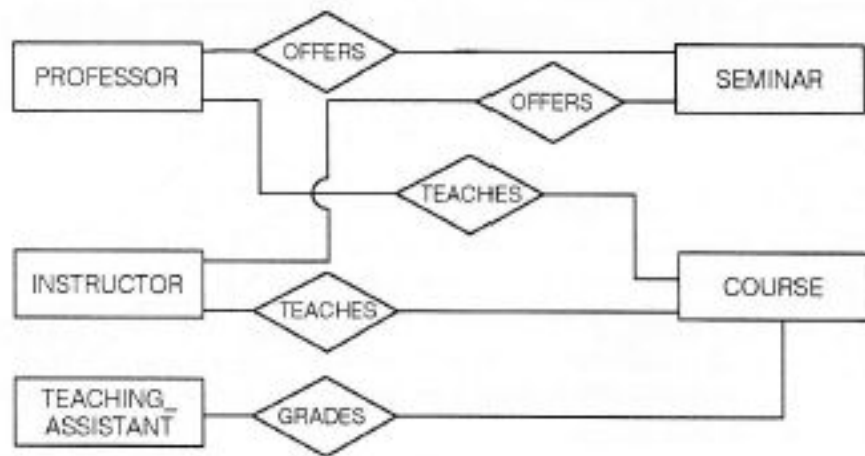 OFFERS
PROFESSOR
SEMINAR
OFFERS
TEACHES
INSTRUCTOR
COURSE
TEACHES
TEACHING_
ASSISTANT
GRADES